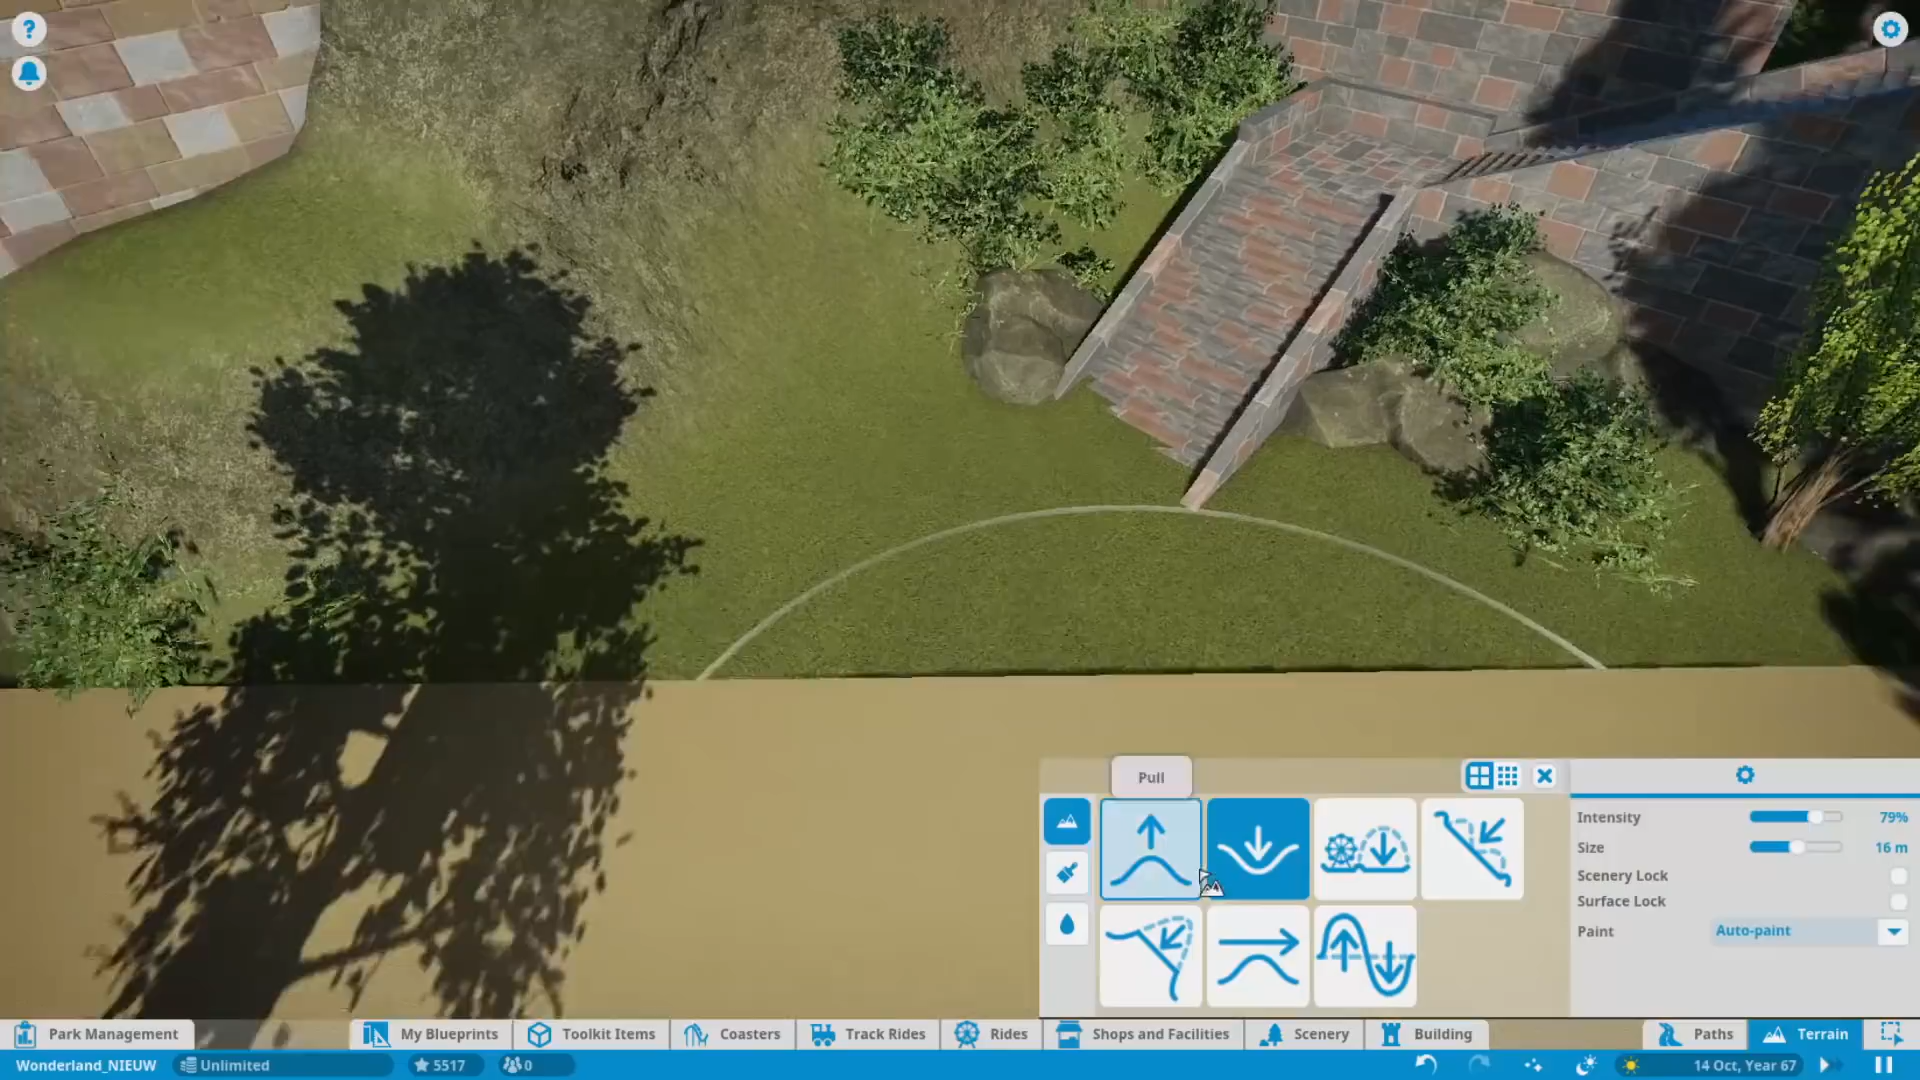 ?
Pull
Intensity 79%
Size 16 m
Scenery Lock
Surface Lock
Paint Auto-paint
Park Management My Blueprints Toolkit Items Coasters Track Rides Rides Shops and Facilities Scenery Building Paths Terrain
Wonderland_NIEUW Unlimited 5517 0 14 Oct, Year 67